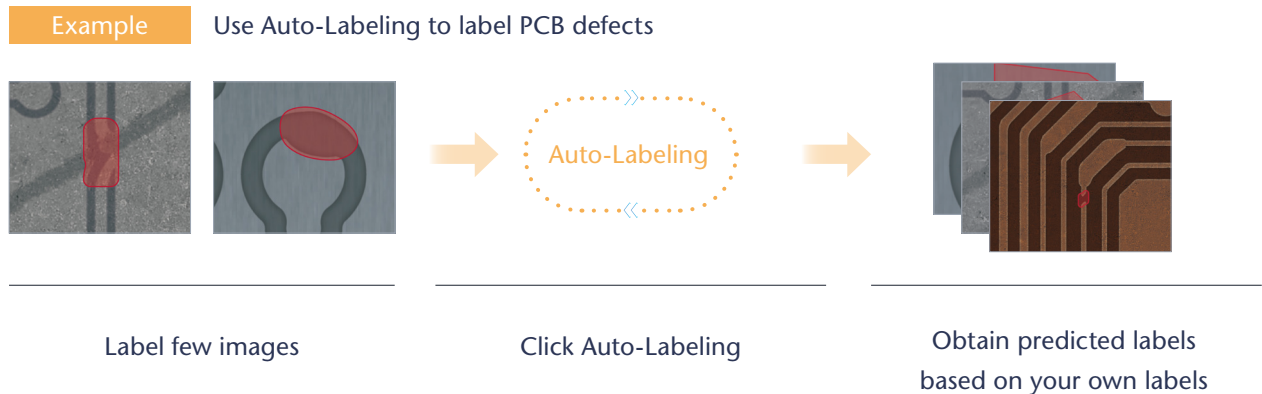 Example
Use Auto-Labeling to label PCB defects
Auto-Labeling
Label few images
Click Auto-Labeling
Obtain predicted labels
based on your own labels